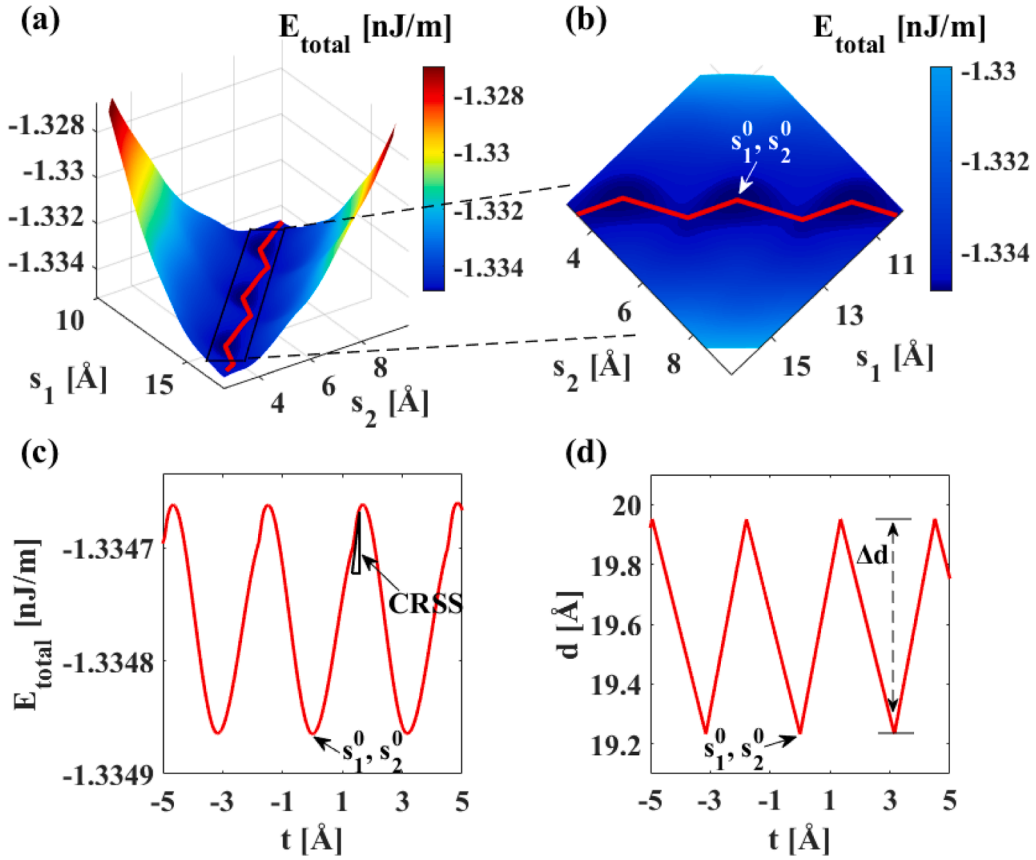 (a)
E_total [nJ/m]
-1.328
-1.33
-1.332
-1.334
-1.328
-1.33
-1.332
-1.334
10
15
s_1 [Å]
4
6
8
s_2 [Å]
(b)
E_total [nJ/m]
s_1^0, s_2^0
-1.33
-1.332
-1.334
4
6
8
s_2 [Å]
11
13
15
s_1 [Å]
(c)
E_total [nJ/m]
-1.3347
-1.3348
-1.3349
CRSS
s_1^0, s_2^0
-5 -3 -1 1 3 5
t [Å]
(d)
d [Å]
20
19.8
19.6
19.4
19.2
Δd
s_1^0, s_2^0
-5 -3 -1 1 3 5
t [Å]